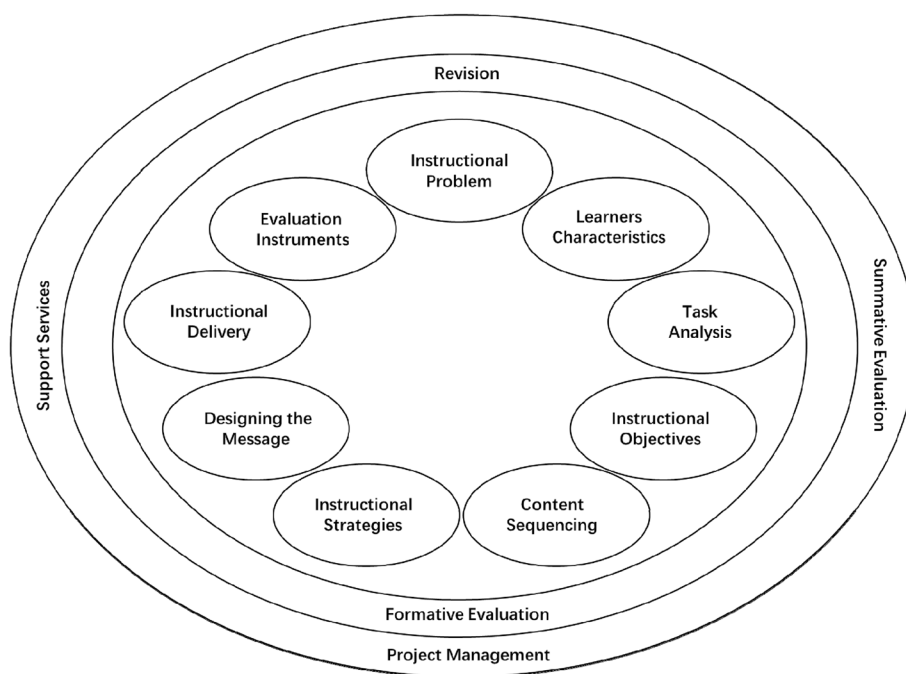 Revision
Instructional
Problem
Learners
Characteristics
Task
Analysis
Instructional
Objectives
Content
Sequencing
Instructional
Strategies
Designing the
Message
Instructional
Delivery
Evaluation
Instruments
Support Services
Summative Evaluation
Formative Evaluation
Project Management